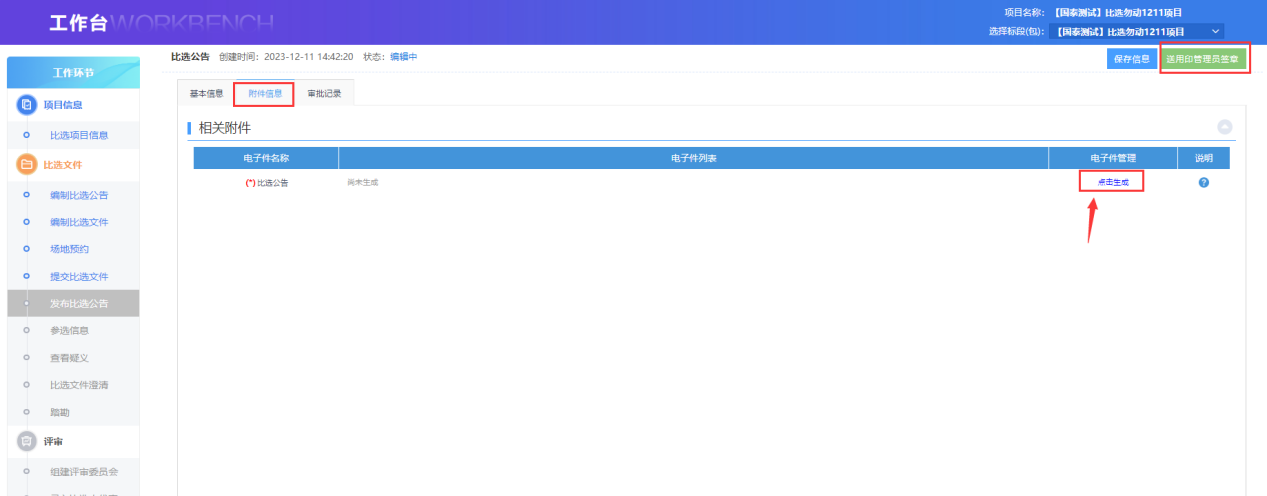 工作台WORKBENCH
项目名称: 【国泰测试】比选勿动1211项目
选择标段(包): 【国泰测试】比选勿动1211项目
比选公告 创建时间: 2023-12-11 14:42:20 状态: 编辑中
保存信息 送用印管理员签章
工作环节
项目信息
比选项目信息
比选文件
编制比选公告
编制比选文件
场地预约
提交比选文件
发布比选公告
参选信息
查看疑义
比选文件澄清
踏勘
评审
组建评审委员会
基本信息 附件信息 审批记录
相关附件
电子件名称 电子件列表 电子件管理 说明
(*)比选公告 尚未生成 点击生成